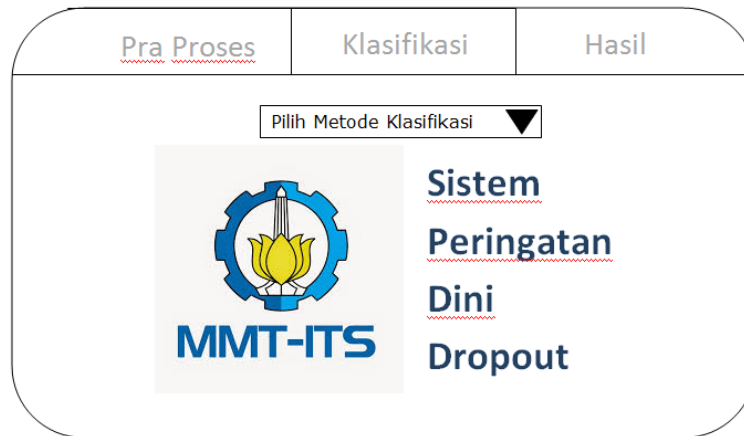 Pra Proses
Klasifikasi
Hasil
Pilih Metode Klasifikasi
Sistem
Peringatan
Dini
Dropout
MMT-ITS